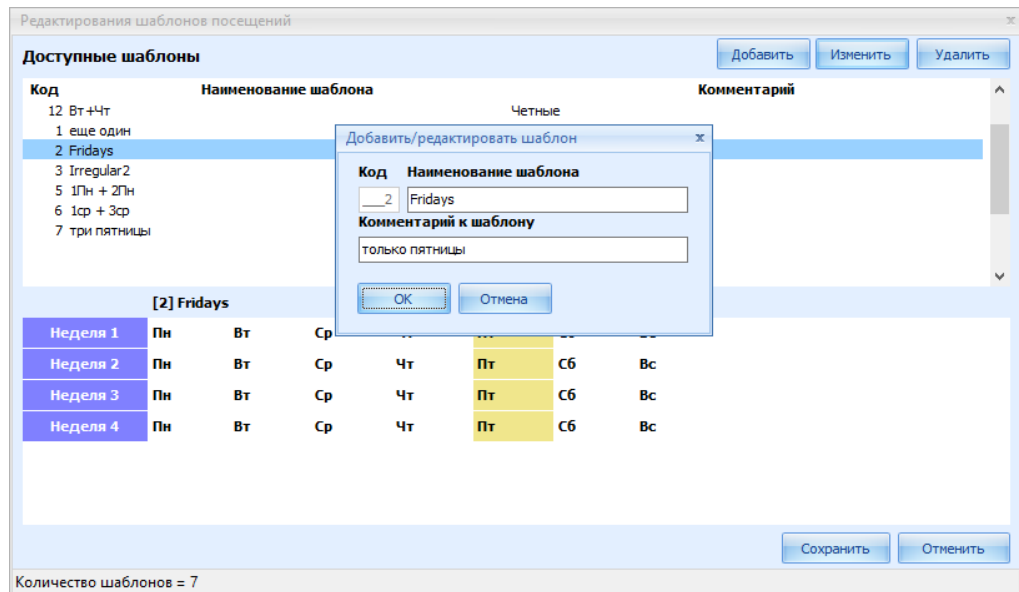 Редактирования шаблонов посещений
Доступные шаблоны Добавить Изменить Удалить
Код Наименование шаблона Комментарий
12 Вт+Чт Четные
1 еще один
2 Fridays
3 Irregular2
5 1Пн + 2Пн
6 1ср + 3ср
7 три пятницы
Добавить/редактировать шаблон
Код Наименование шаблона
___2 Fridays
Комментарий к шаблону
только пятницы
OK Отмена
[2] Fridays
Неделя 1 Пн Вт Ср
Неделя 2 Пн Вт Ср Чт Пт Сб Вс
Неделя 3 Пн Вт Ср Чт Пт Сб Вс
Неделя 4 Пн Вт Ср Чт Пт Сб Вс
Сохранить Отменить
Количество шаблонов = 7